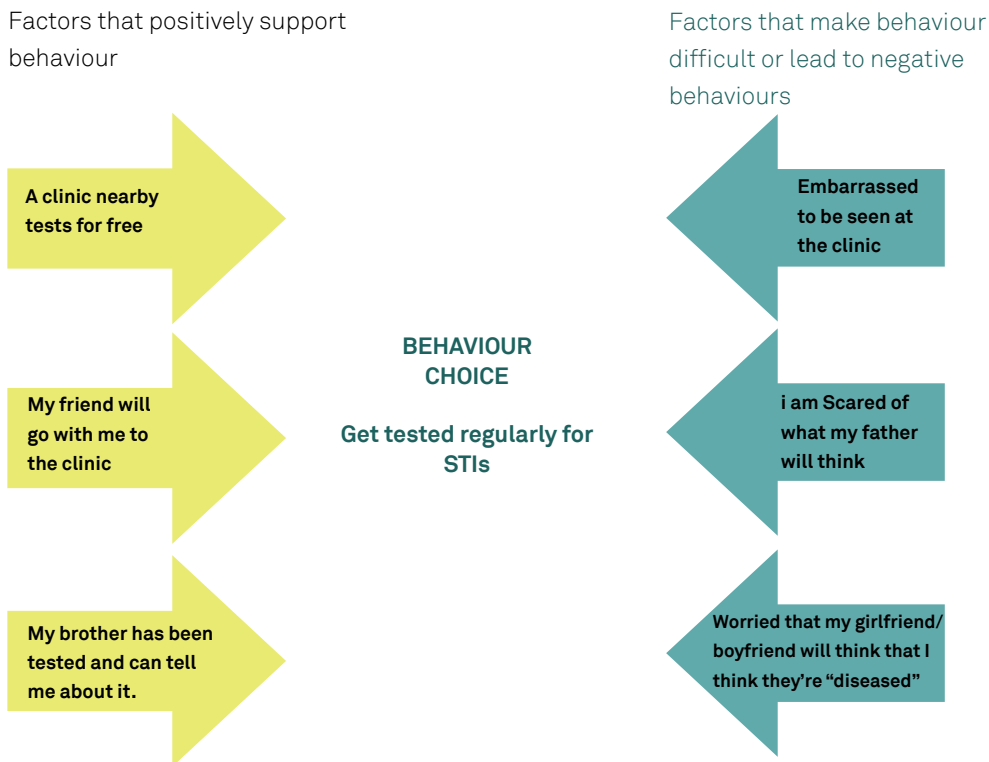 Factors that positively support
behaviour
Factors that make behaviour
difficult or lead to negative
behaviours
A clinic nearby
tests for free
Embarrassed
to be seen at
the clinic
BEHAVIOUR
CHOICE
Get tested regularly for
STIs
My friend will
go with me to
the clinic
i am Scared of
what my father
will think
My brother has been
tested and can tell
me about it.
Worried that my girlfriend/
boyfriend will think that I
think they're “diseased”